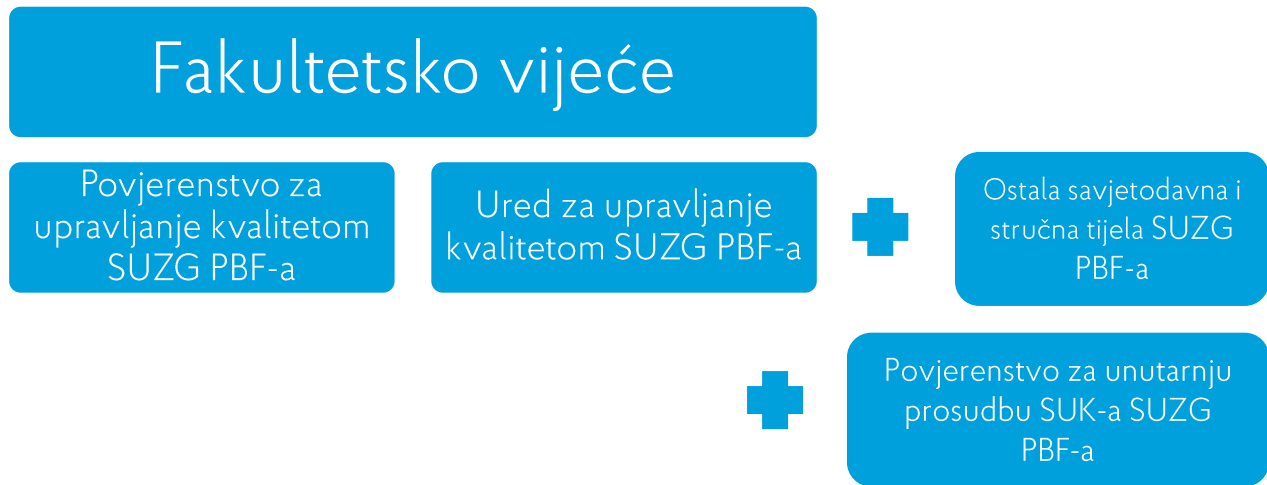 Fakultetsko vijeće
Povjerenstvo za
upravljanje kvalitetom
SUZG PBF-a
Ured za upravljanje
kvalitetom SUZG PBF-a
Ostala savjetodavna i
stručna tijela SUZG
PBF-a
Povjerenstvo za unutarnju
prosudbu SUK-a SUZG
PBF-a